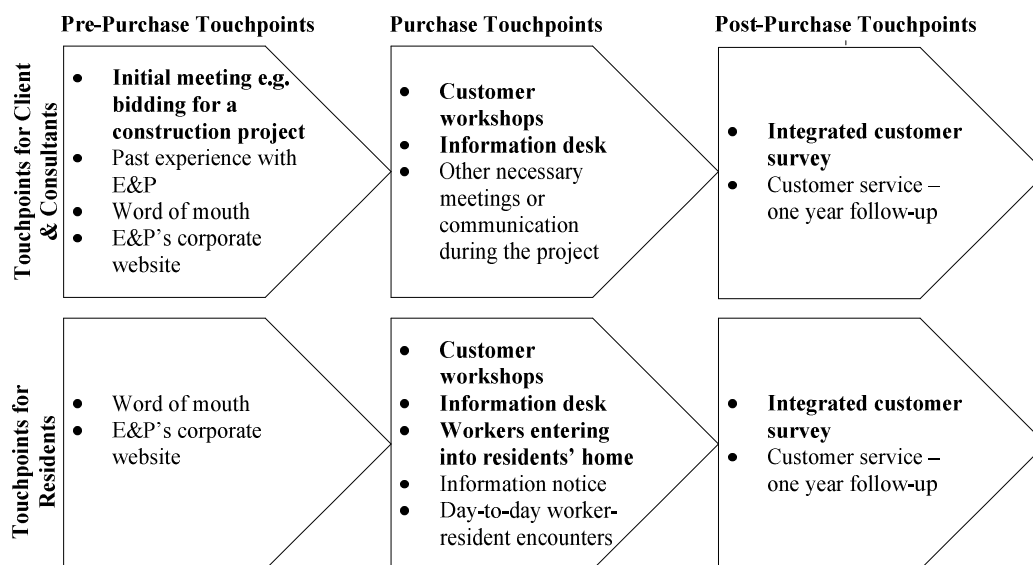 Pre-Purchase Touchpoints
Purchase Touchpoints
Post-Purchase Touchpoints
Touchpoints for Client
& Consultants
● Initial meeting e.g.
bidding for a
construction project
● Past experience with
E&P
● Word of mouth
● E&P’s corporate
website
● Customer
workshops
● Information desk
● Other necessary
meetings or
communication
during the project
● Integrated customer
survey
● Customer service –
one year follow-up
Touchpoints for
Residents
● Word of mouth
● E&P’s corporate
website
● Customer
workshops
● Information desk
● Workers entering
into residents’ home
● Information notice
● Day-to-day worker-
resident encounters
● Integrated customer
survey
● Customer service –
one year follow-up